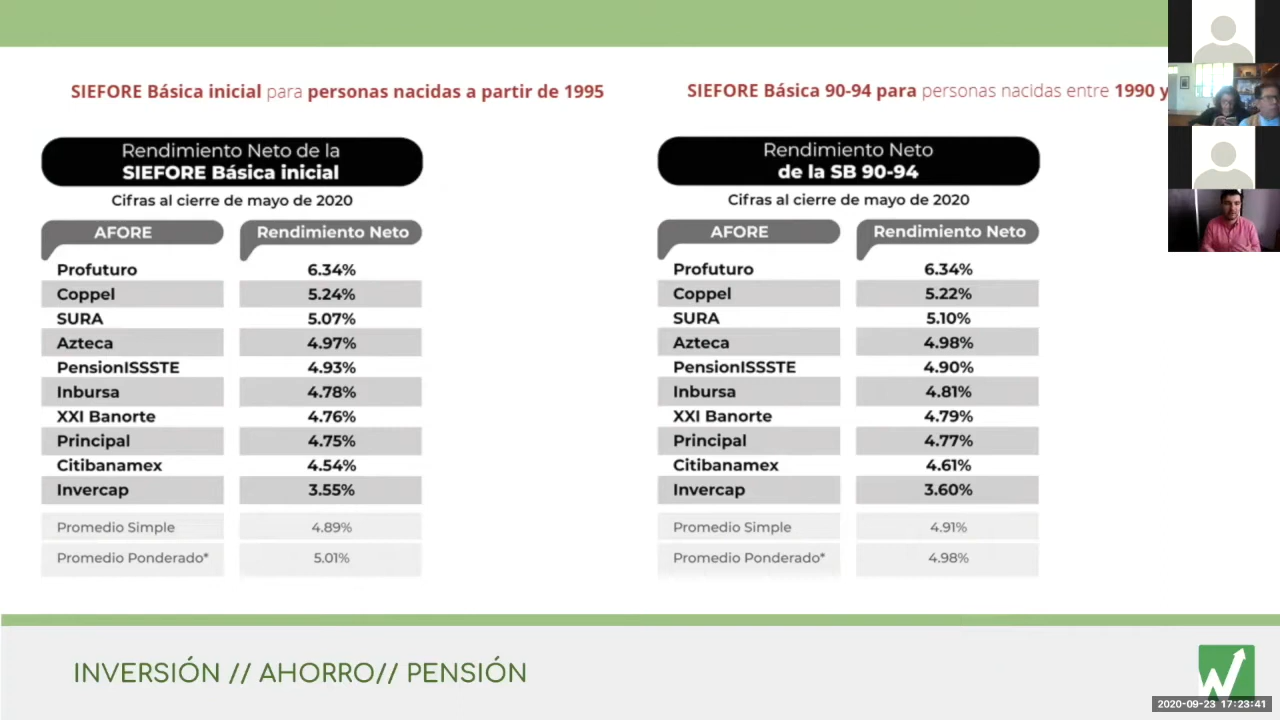 SIEFORE Básica inicial para personas nacidas a partir de 1995
Rendimiento Neto de la
SIEFORE Básica inicial
Cifras al cierre de mayo de 2020
AFORE Rendimiento Neto
Profuturo 6.34%
Coppel 5.24%
SURA 5.07%
Azteca 4.97%
PensionISSSTE 4.93%
Inbursa 4.78%
XXI Banorte 4.76%
Principal 4.75%
Citibanamex 4.54%
Invercap 3.55%
Promedio Simple 4.89%
Promedio Ponderado* 5.01%
SIEFORE Básica 90-94 para personas nacidas entre 1990 y
Rendimiento Neto
de la SB 90-94
Cifras al cierre de mayo de 2020
AFORE Rendimiento Neto
Profuturo 6.34%
Coppel 5.22%
SURA 5.10%
Azteca 4.98%
PensionISSSTE 4.90%
Inbursa 4.81%
XXI Banorte 4.79%
Principal 4.77%
Citibanamex 4.61%
Invercap 3.60%
Promedio Simple 4.91%
Promedio Ponderado* 4.98%
INVERSIÓN // AHORRO// PENSIÓN
2020-09-23 17:23:41